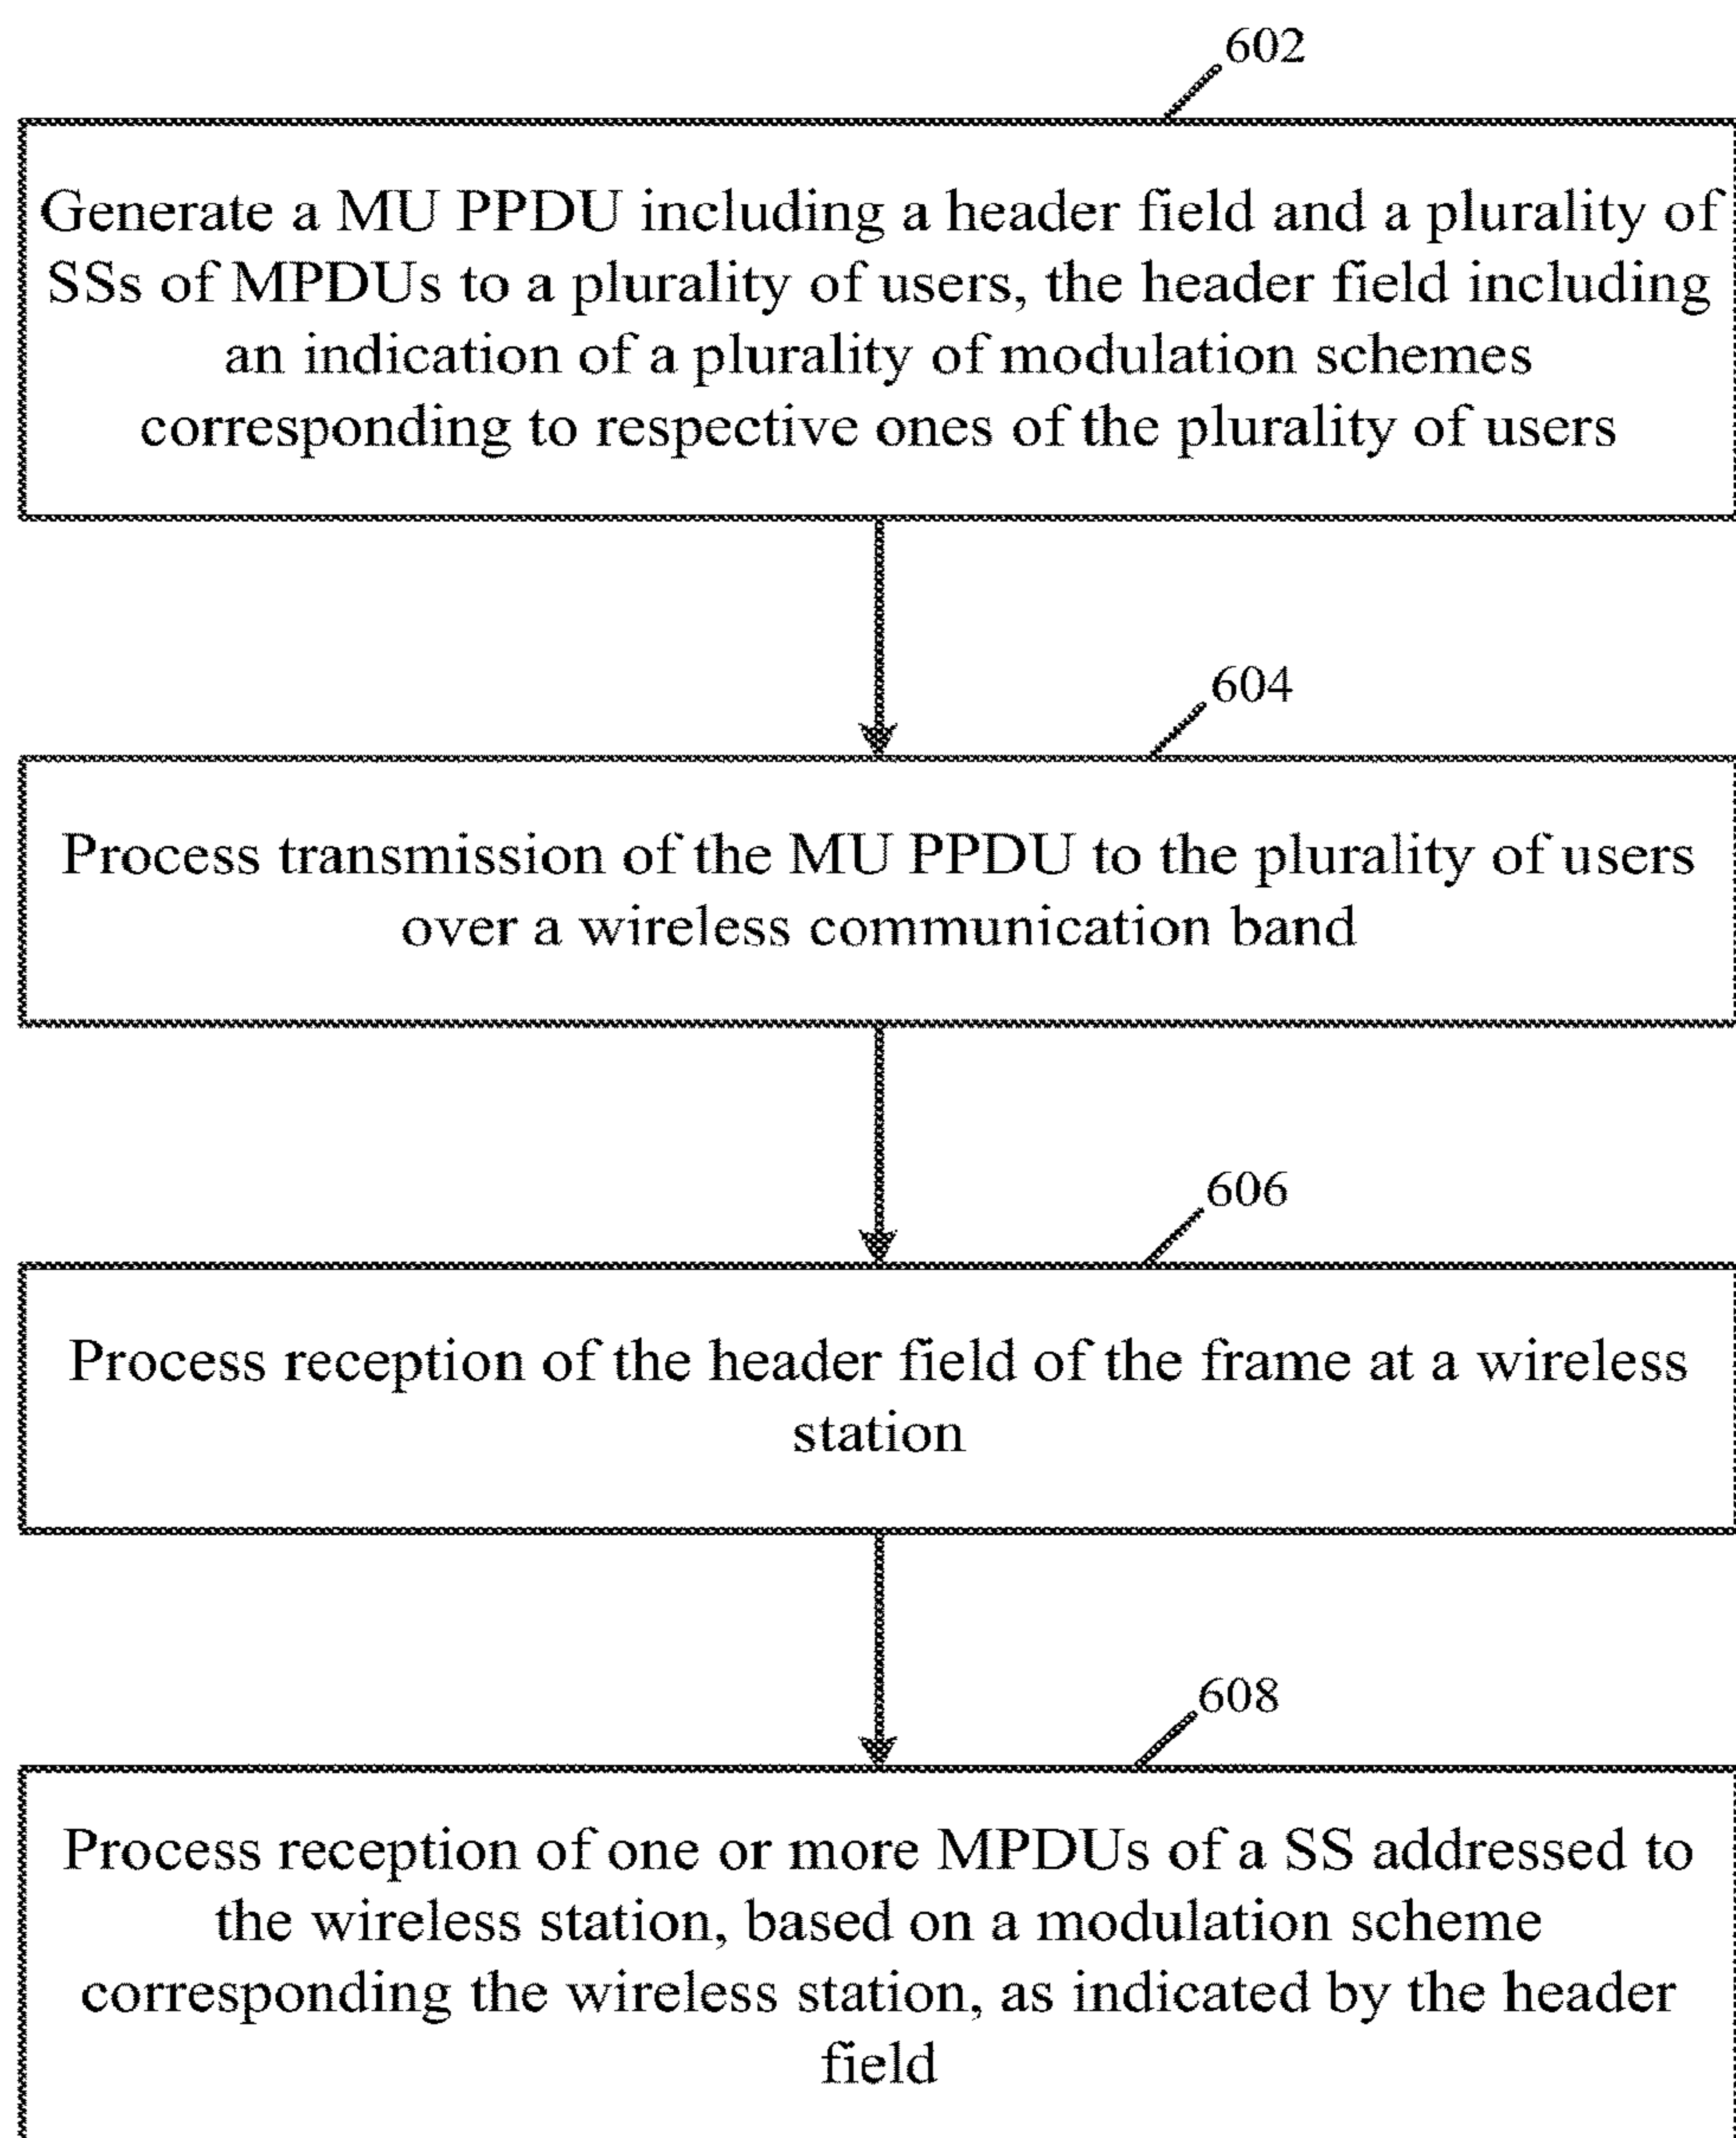 602
Generate a MU PPDU including a header field and a plurality of
SSs of MPDUs to a plurality of users, the header field including
an indication of a plurality of modulation schemes
corresponding to respective ones of the plurality of users
604
Process transmission of the MU PPDU to the plurality of users
over a wireless communication band
606
Process reception of the header field of the frame at a wireless
station
608
Process reception of one or more MPDUs of a SS addressed to
the wireless station, based on a modulation scheme
corresponding the wireless station, as indicated by the header
field